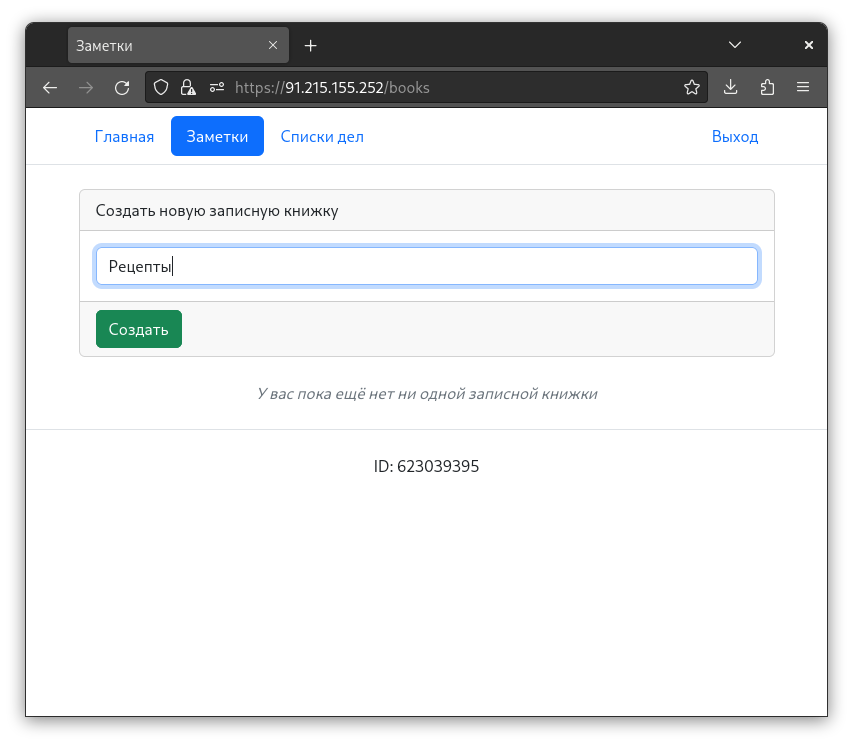 Заметки
https://91.215.155.252/books
Главная Заметки Списки дел Выход
Создать новую записную книжку
Рецепты
Создать
У вас пока ещё нет ни одной записной книжки
ID: 623039395